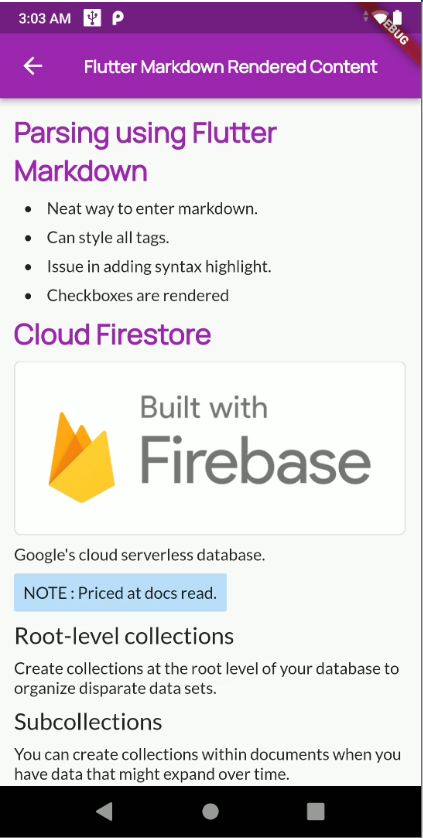 3:03 AM
DEBUG
Flutter Markdown Rendered Content
Parsing using Flutter
Markdown
• Neat way to enter markdown.
• Can style all tags.
• Issue in adding syntax highlight.
• Checkboxes are rendered
Cloud Firestore
Built with
Firebase
Google's cloud serverless database.
NOTE : Priced at docs read.
Root-level collections
Create collections at the root level of your database to
organize disparate data sets.
Subcollections
You can create collections within documents when you
have data that might expand over time.